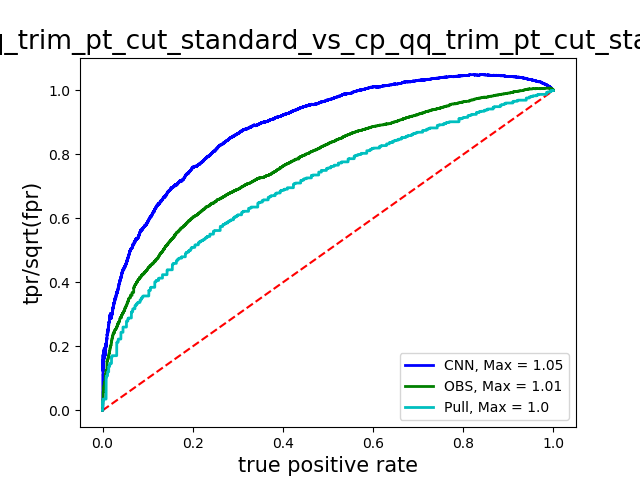 _trim_pt_cut_standard_vs_cp_qq_trim_pt_cut_sta
tpr/sqrt(fpr)
1.0
0.8
0.6
0.4
0.2
0.0
CNN, Max = 1.05
OBS, Max = 1.01
Pull, Max = 1.0
0.0 0.2 0.4 0.6 0.8 1.0
true positive rate